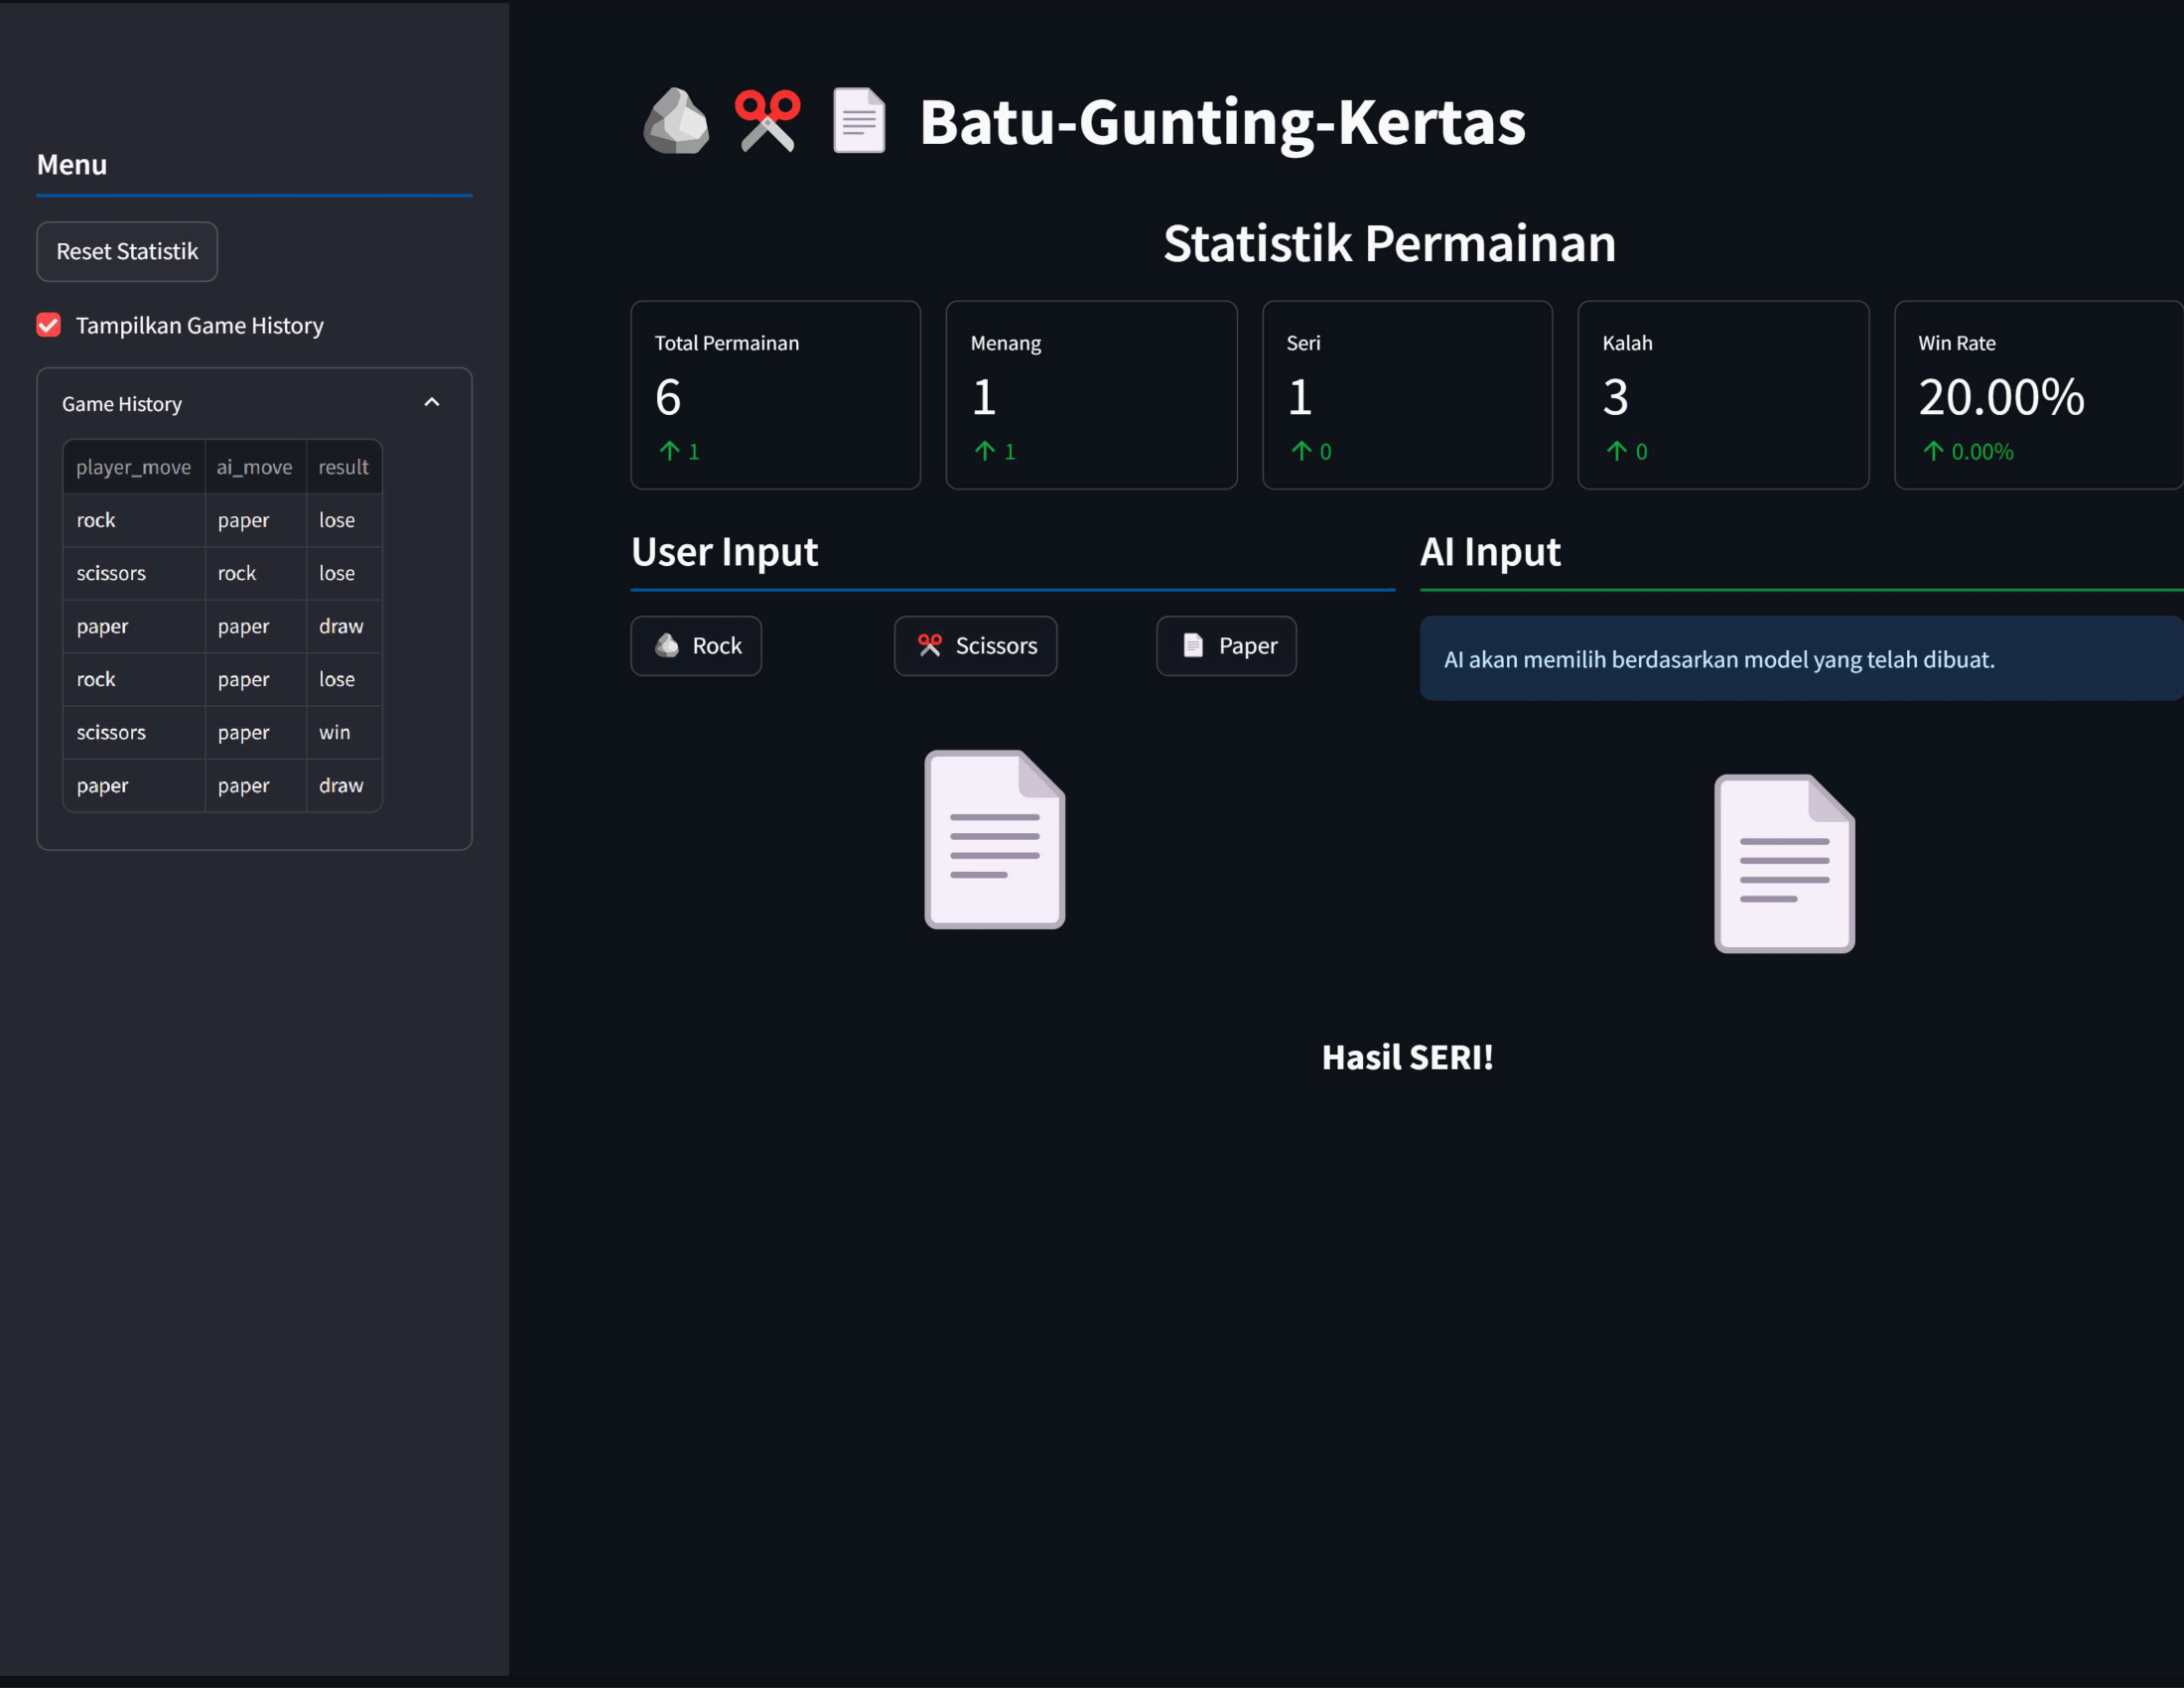 Menu
Reset Statistik
Tampilkan Game History
Game History
player_move ai_move result
rock paper lose
scissors rock lose
paper paper draw
rock paper lose
scissors paper win
paper paper draw
Batu-Gunting-Kertas
Statistik Permainan
Total Permainan
6
↑ 1
Menang
1
↑ 1
Seri
1
↑ 0
Kalah
3
↑ 0
Win Rate
20.00%
↑ 0.00%
User Input
Rock
Scissors
Paper
AI Input
AI akan memilih berdasarkan model yang telah dibuat.
Hasil SERI!